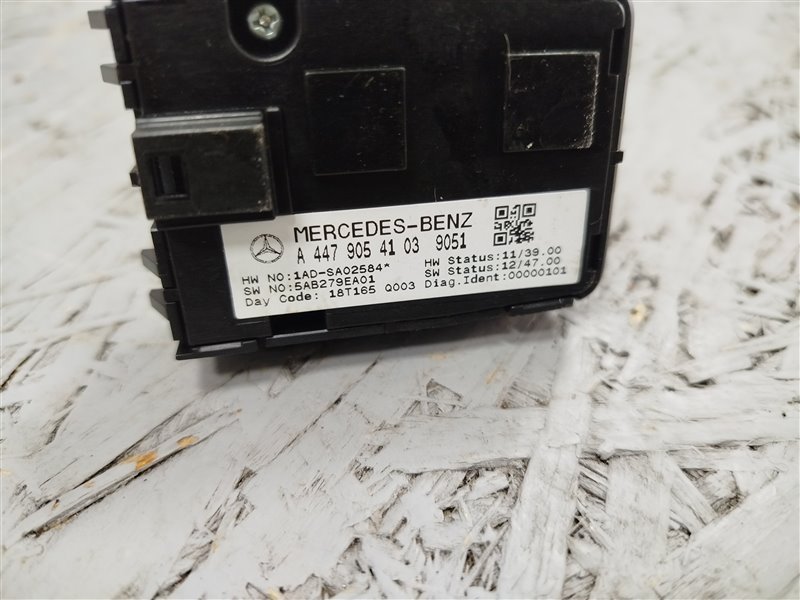 MERCEDES-BENZ
A 447 905 41 03 9051
HW NO:1AD-SA02584* HW Status:11/39.00
SW NO:5AB279EA01 SW Status:12/47.00
Day Code: 18T165 Q003 Diag.Ident:00000101